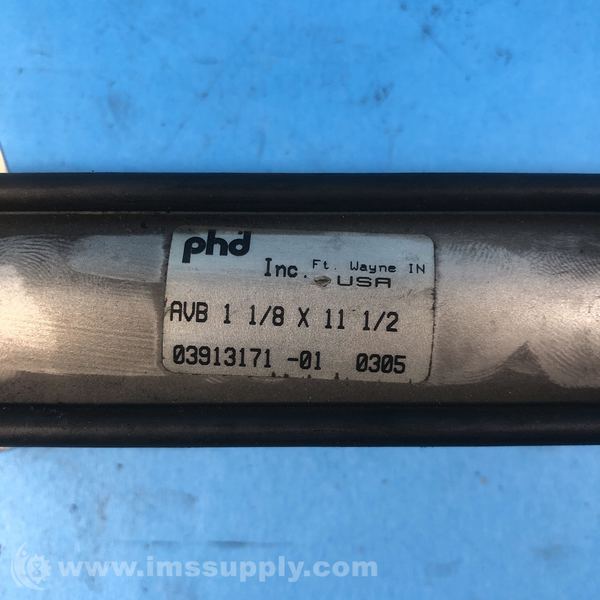 phd
Inc. Ft. Wayne IN
USA
AVB 1 1/8 X 11 1/2
03913171 -01 0305
www.imssupply.com